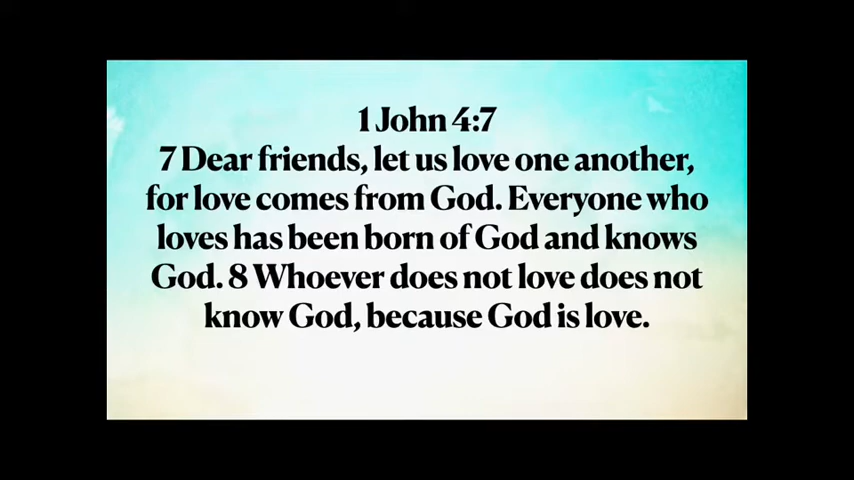 1 John 4:7
7 Dear friends, let us love one another,
for love comes from God. Everyone who
loves has been born of God and knows
God. 8 Whoever does not love does not
know God, because God is love.